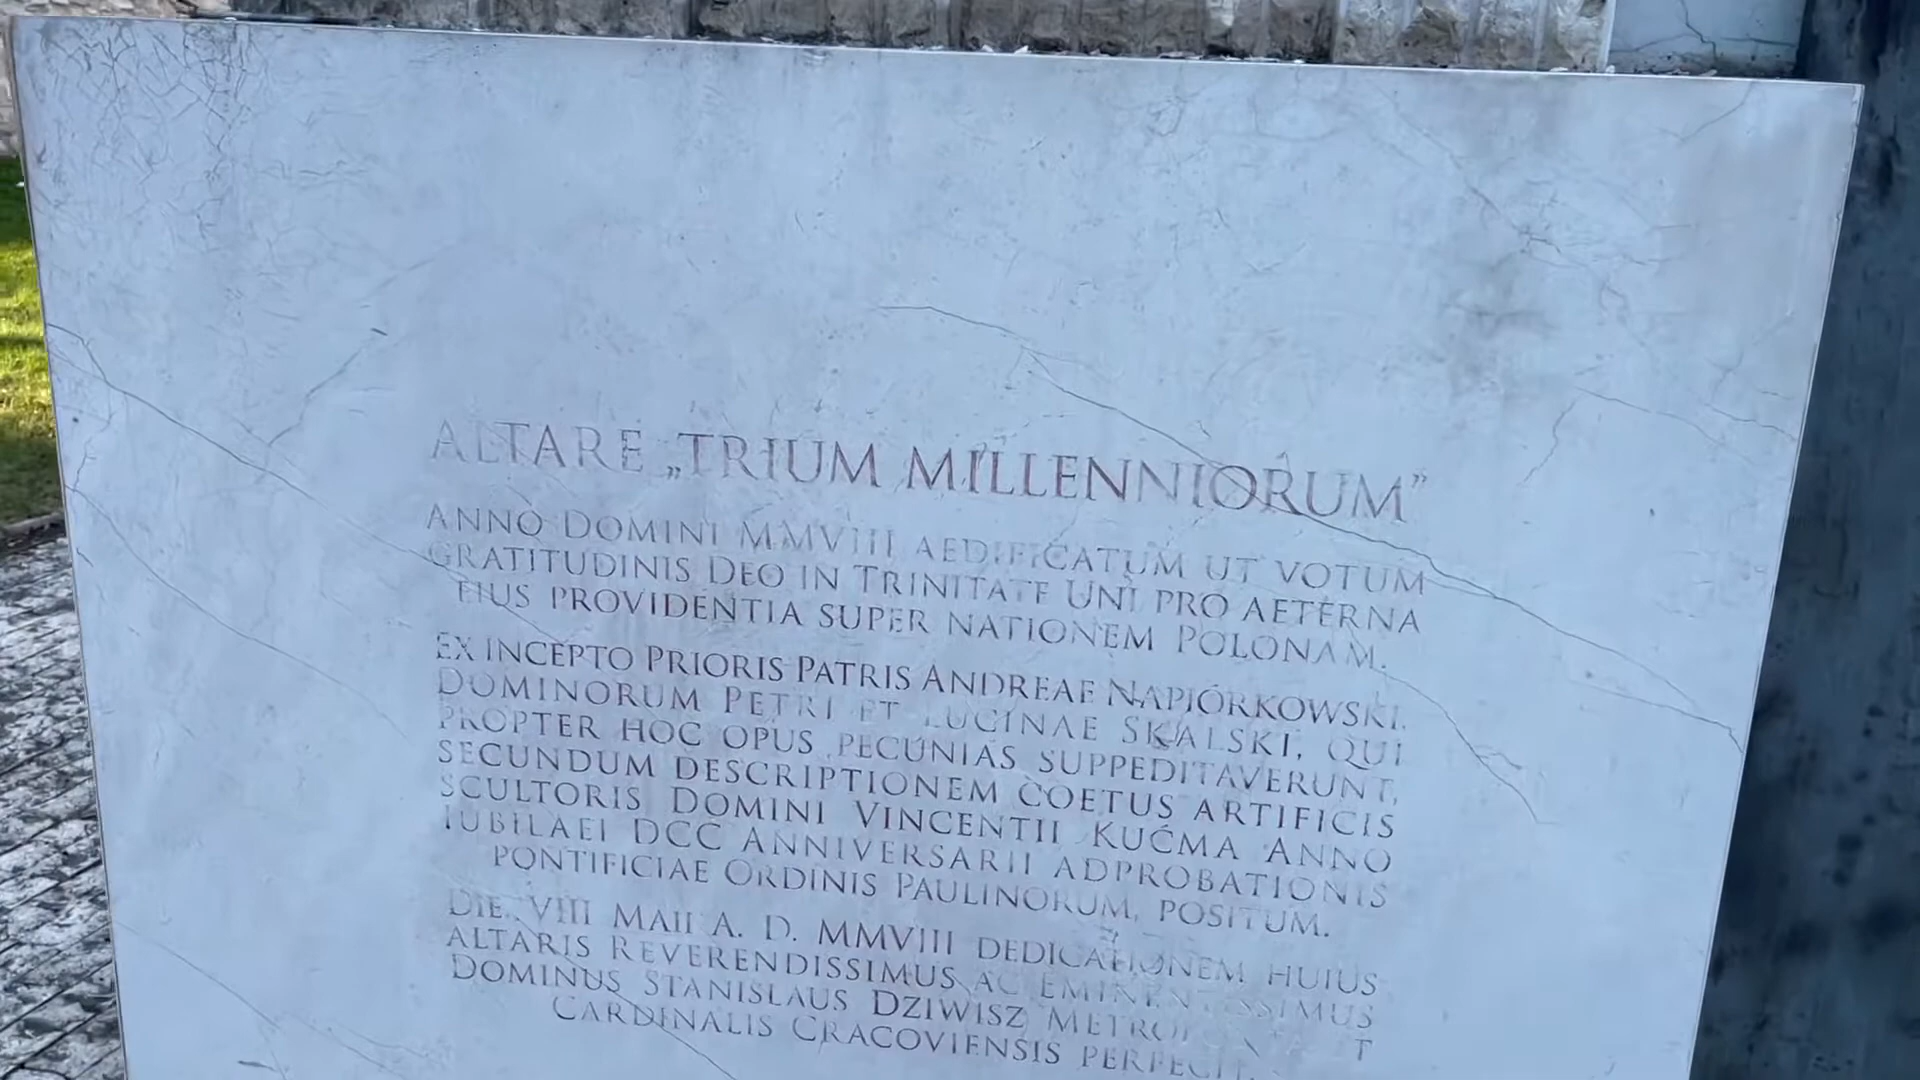 ALTARE „TRIUM MILLENNIORUM”
ANNO DOMINI MMVIII AEDIFICATUM UT VOTUM
GRATITUDINIS DEO IN TRINITATE UNI PRO AETERNA
EIUS PROVIDENTIA SUPER NATIONEM POLONAM.
EX INCEPTO PRIORIS PATRIS ANDREAE NAPIÓRKOWSKI,
DOMINORUM PETRI ET LUCINAE SKALSKI, QUI
PROPTER HOC OPUS PECUNIAS SUPPEDITAVERUNT,
SECUNDUM DESCRIPTIONEM COETUS ARTIFICIS
SCULTORIS DOMINI VINCENTII KUĆMA ANNO
IUBILAEI DCC ANNIVERSARII ADPROBATIONIS
PONTIFICIAE ORDINIS PAULINORUM, POSITUM.
DIE VIII MAII A. D. MMVIII DEDICATIONEM HUIUS
ALTARIS REVERENDISSIMUS AC EMINENTISSIMUS
DOMINUS STANISLAUS DZIWISZ
CARDINALIS CRACOVIENSIS PERFECIT.